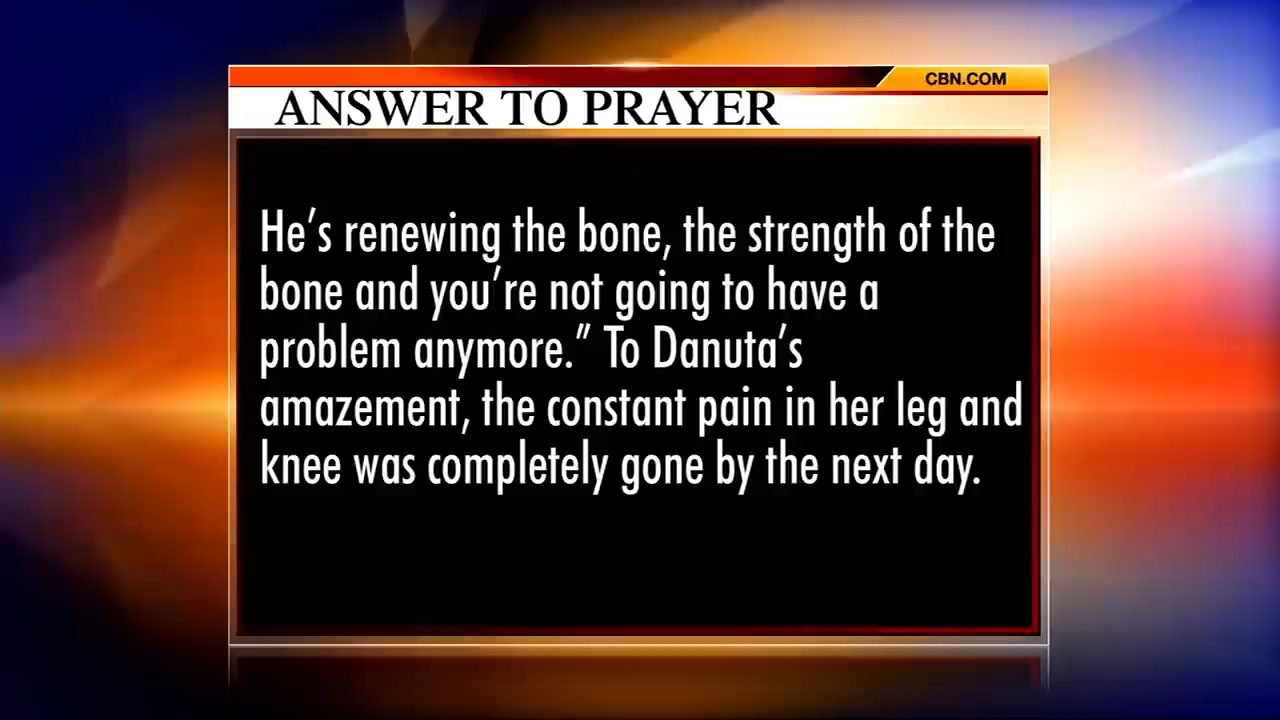 CBN.COM
ANSWER TO PRAYER
He's renewing the bone, the strength of the
bone and you're not going to have a
problem anymore.” To Danuta's
amazement, the constant pain in her leg and
knee was completely gone by the next day.